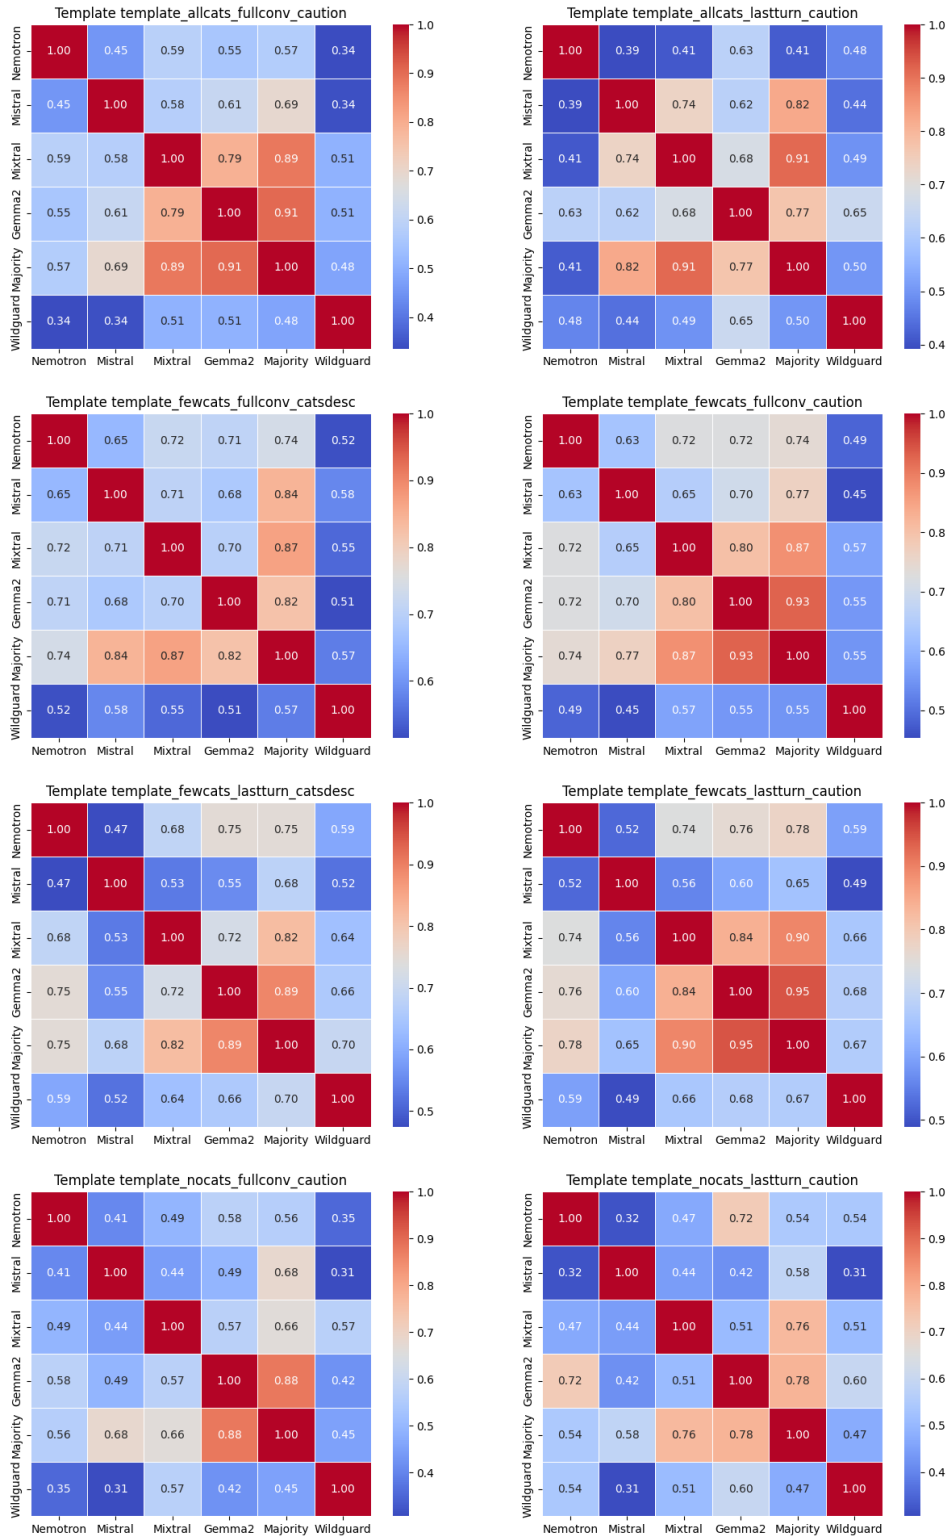 Template template_allcats_fullconv_caution
Nemotron 1.00 0.45 0.59 0.55 0.57 0.34
Mistral 0.45 1.00 0.58 0.61 0.69 0.34
Mixtral 0.59 0.58 1.00 0.79 0.89 0.51
Gemma2 0.55 0.61 0.79 1.00 0.91 0.51
Majority 0.57 0.69 0.89 0.91 1.00 0.48
Wildguard 0.34 0.34 0.51 0.51 0.48 1.00
Nemotron Mistral Mixtral Gemma2 Majority Wildguard
1.0
0.9
0.8
0.7
0.6
0.5
0.4
Template template_allcats_lastturn_caution
Nemotron 1.00 0.39 0.41 0.63 0.41 0.48
Mistral 0.39 1.00 0.74 0.62 0.82 0.44
Mixtral 0.41 0.74 1.00 0.68 0.91 0.49
Gemma2 0.63 0.62 0.68 1.00 0.77 0.65
Majority 0.41 0.82 0.91 0.77 1.00 0.50
Wildguard 0.48 0.44 0.49 0.65 0.50 1.00
Nemotron Mistral Mixtral Gemma2 Majority Wildguard
1.0
0.9
0.8
0.7
0.6
0.5
0.4
Template template_fewcats_fullconv_catsdesc
Nemotron 1.00 0.65 0.72 0.71 0.74 0.52
Mistral 0.65 1.00 0.71 0.68 0.84 0.58
Mixtral 0.72 0.71 1.00 0.70 0.87 0.55
Gemma2 0.71 0.68 0.70 1.00 0.82 0.51
Majority 0.74 0.84 0.87 0.82 1.00 0.57
Wildguard 0.52 0.58 0.55 0.51 0.57 1.00
Nemotron Mistral Mixtral Gemma2 Majority Wildguard
1.0
0.9
0.8
0.7
0.6
Template template_fewcats_fullconv_caution
Nemotron 1.00 0.63 0.72 0.72 0.74 0.49
Mistral 0.63 1.00 0.65 0.70 0.77 0.45
Mixtral 0.72 0.65 1.00 0.80 0.87 0.57
Gemma2 0.72 0.70 0.80 1.00 0.93 0.55
Majority 0.74 0.77 0.87 0.93 1.00 0.55
Wildguard 0.49 0.45 0.57 0.55 0.55 1.00
Nemotron Mistral Mixtral Gemma2 Majority Wildguard
1.0
0.9
0.8
0.7
0.6
0.5
Template template_fewcats_lastturn_catsdesc
Nemotron 1.00 0.47 0.68 0.75 0.75 0.59
Mistral 0.47 1.00 0.53 0.55 0.68 0.52
Mixtral 0.68 0.53 1.00 0.72 0.82 0.64
Gemma2 0.75 0.55 0.72 1.00 0.89 0.66
Majority 0.75 0.68 0.82 0.89 1.00 0.70
Wildguard 0.59 0.52 0.64 0.66 0.70 1.00
Nemotron Mistral Mixtral Gemma2 Majority Wildguard
1.0
0.9
0.8
0.7
0.6
0.5
Template template_fewcats_lastturn_caution
Nemotron 1.00 0.52 0.74 0.76 0.78 0.59
Mistral 0.52 1.00 0.56 0.60 0.65 0.49
Mixtral 0.74 0.56 1.00 0.84 0.90 0.66
Gemma2 0.76 0.60 0.84 1.00 0.95 0.68
Majority 0.78 0.65 0.90 0.95 1.00 0.67
Wildguard 0.59 0.49 0.66 0.68 0.67 1.00
Nemotron Mistral Mixtral Gemma2 Majority Wildguard
1.0
0.9
0.8
0.7
0.6
0.5
Template template_nocats_fullconv_caution
Nemotron 1.00 0.41 0.49 0.58 0.56 0.35
Mistral 0.41 1.00 0.44 0.49 0.68 0.31
Mixtral 0.49 0.44 1.00 0.57 0.66 0.57
Gemma2 0.58 0.49 0.57 1.00 0.88 0.42
Majority 0.56 0.68 0.66 0.88 1.00 0.45
Wildguard 0.35 0.31 0.57 0.42 0.45 1.00
Nemotron Mistral Mixtral Gemma2 Majority Wildguard
1.0
0.9
0.8
0.7
0.6
0.5
0.4
Template template_nocats_lastturn_caution
Nemotron 1.00 0.32 0.47 0.72 0.54 0.54
Mistral 0.32 1.00 0.44 0.42 0.58 0.31
Mixtral 0.47 0.44 1.00 0.51 0.76 0.51
Gemma2 0.72 0.42 0.51 1.00 0.78 0.60
Majority 0.54 0.58 0.76 0.78 1.00 0.47
Wildguard 0.54 0.31 0.51 0.60 0.47 1.00
Nemotron Mistral Mixtral Gemma2 Majority Wildguard
1.0
0.9
0.8
0.7
0.6
0.5
0.4